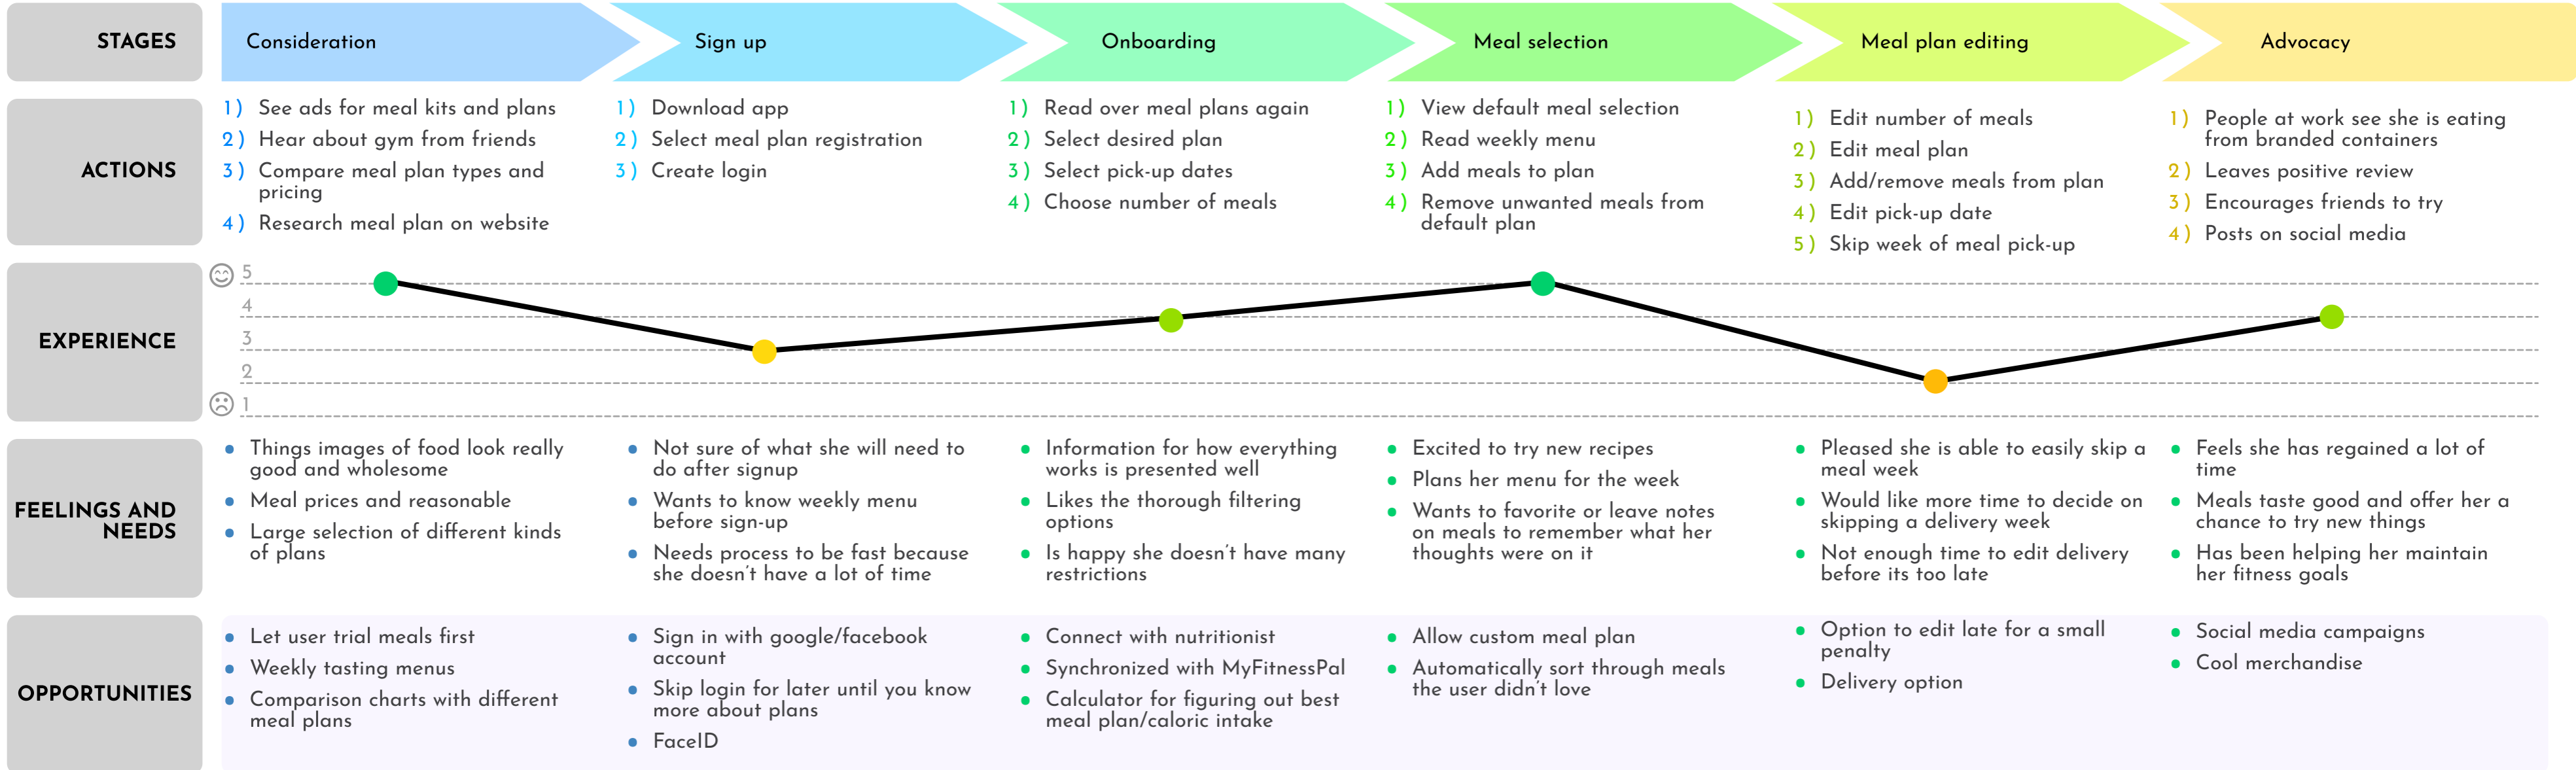 STAGES
Consideration
Sign up
Onboarding
Meal selection
Meal plan editing
Advocacy
ACTIONS
1) See ads for meal kits and plans
2) Hear about gym from friends
3) Compare meal plan types and
pricing
4) Research meal plan on website
1) Download app
2) Select meal plan registration
3) Create login
1) Read over meal plans again
2) Select desired plan
3) Select pick-up dates
4) Choose number of meals
1) View default meal selection
2) Read weekly menu
3) Add meals to plan
4) Remove unwanted meals from
default plan
1) Edit number of meals
2) Edit meal plan
3) Add/remove meals from plan
4) Edit pick-up date
5) Skip week of meal pick-up
1) People at work see she is eating
from branded containers
2) Leaves positive review
3) Encourages friends to try
4) Posts on social media
EXPERIENCE
5
4
3
2
1
FEELINGS AND
NEEDS
Things images of food look really
good and wholesome
Meal prices and reasonable
Large selection of different kinds
of plans
Not sure of what she will need to
do after signup
Wants to know weekly menu
before sign-up
Needs process to be fast because
she doesn't have a lot of time
Information for how everything
works is presented well
Likes the thorough filtering
options
Is happy she doesn't have many
restrictions
Excited to try new recipes
Plans her menu for the week
Wants to favorite or leave notes
on meals to remember what her
thoughts were on it
Pleased she is able to easily skip a
meal week
Would like more time to decide on
skipping a delivery week
Not enough time to edit delivery
before its too late
Feels she has regained a lot of
time
Meals taste good and offer her a
chance to try new things
Has been helping her maintain
her fitness goals
OPPORTUNITIES
Let user trial meals first
Weekly tasting menus
Comparison charts with different
meal plans
Sign in with google/facebook
account
Skip login for later until you know
more about plans
FaceID
Connect with nutritionist
Synchronized with MyFitnessPal
Calculator for figuring out best
meal plan/caloric intake
Allow custom meal plan
Automatically sort through meals
the user didn't love
Option to edit late for a small
penalty
Delivery option
Social media campaigns
Cool merchandise